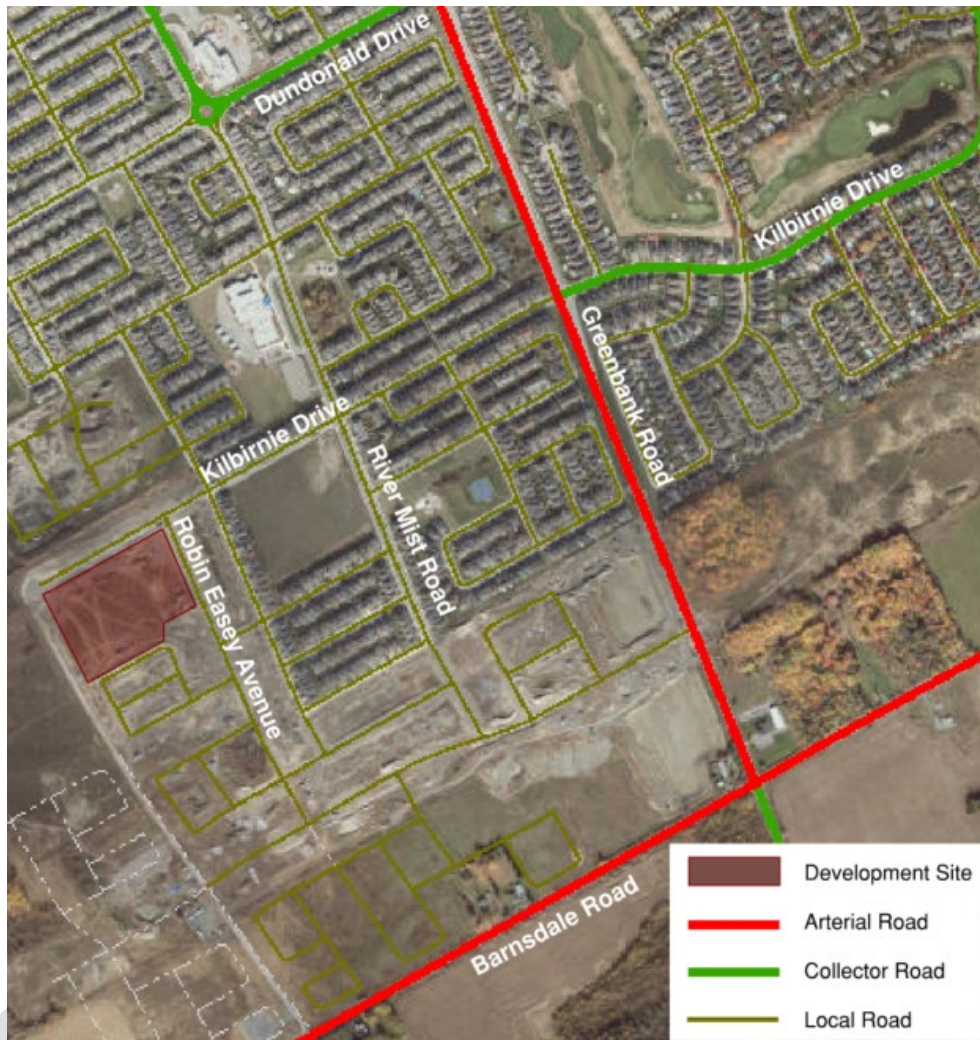 Dundonald Drive
Kilbirnie Drive
Greenbank Road
Kilbirnie Drive
River Mist Road
Robin Easey Avenue
Barnsdale Road
Development Site
Arterial Road
Collector Road
Local Road